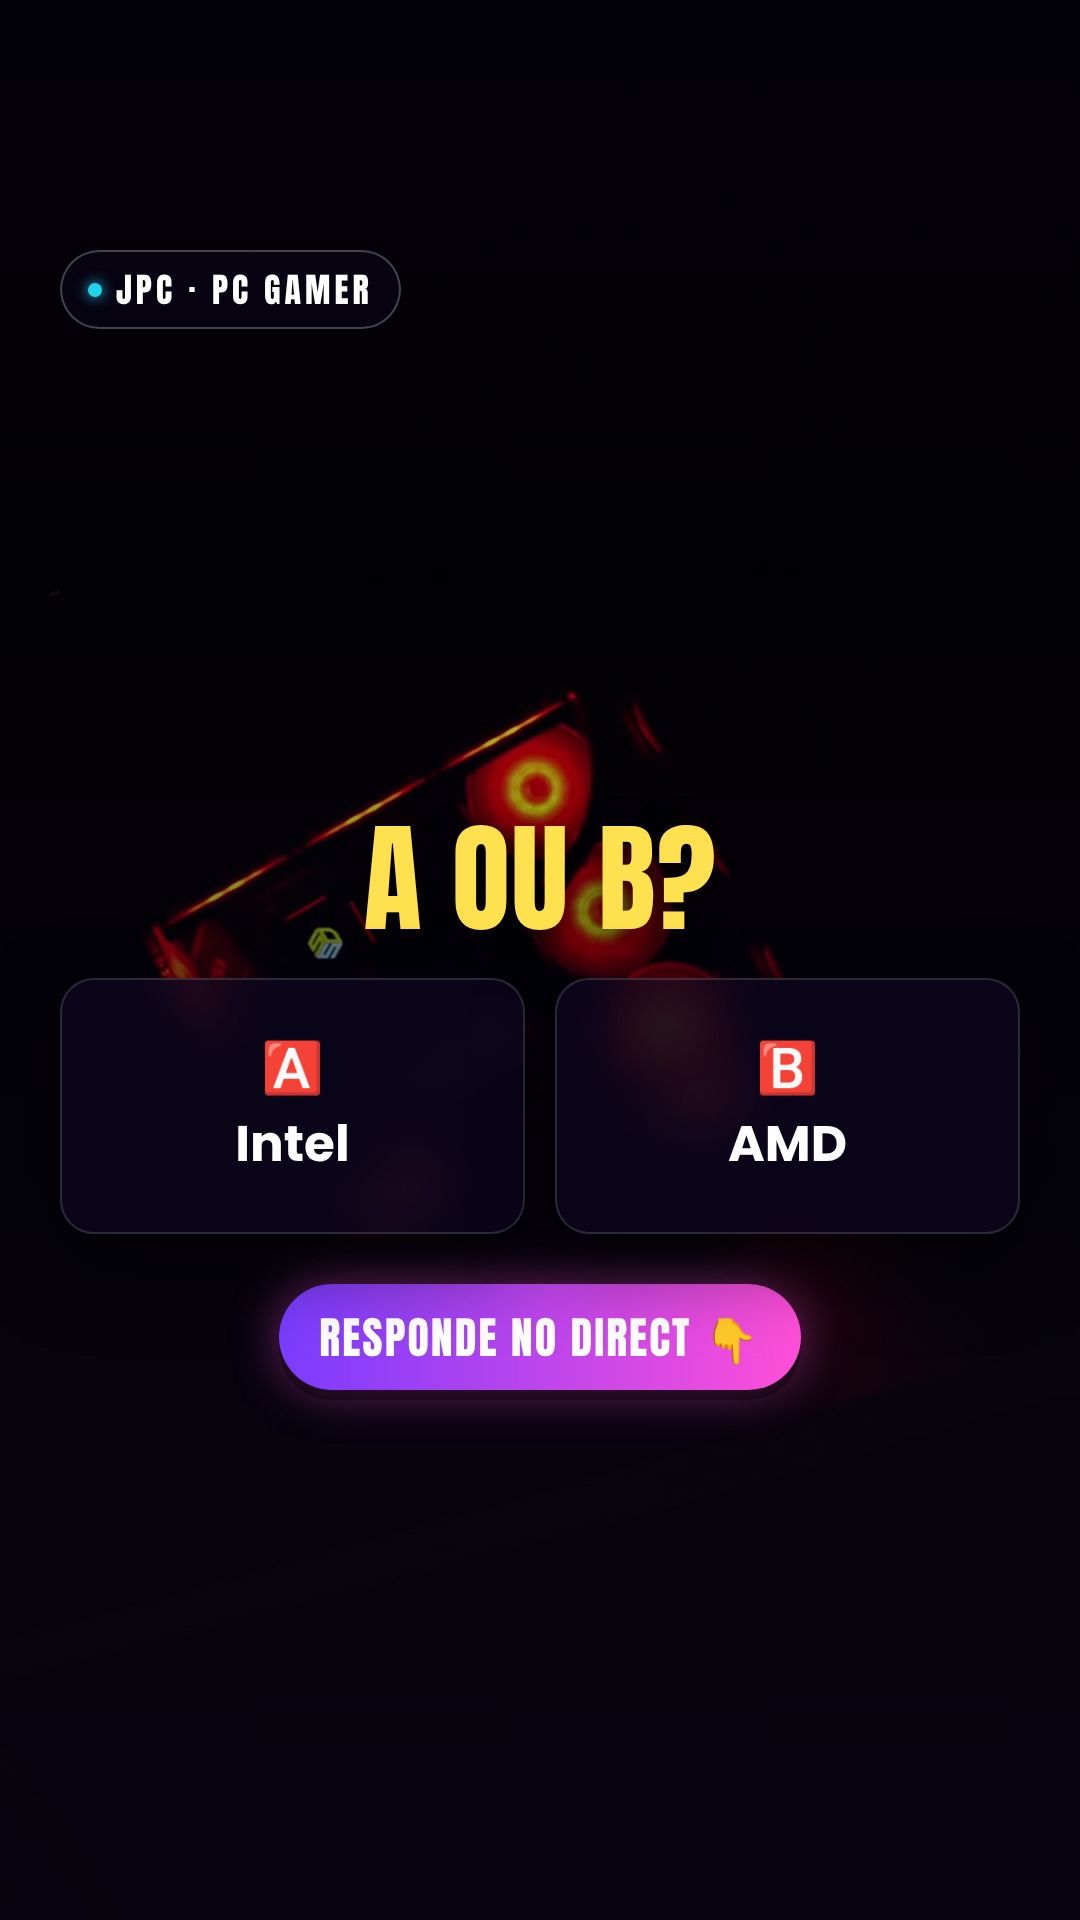 JPC · PC GAMER
A OU B?
🅰️
Intel
🅱️
AMD
RESPONDE NO DIRECT 👇